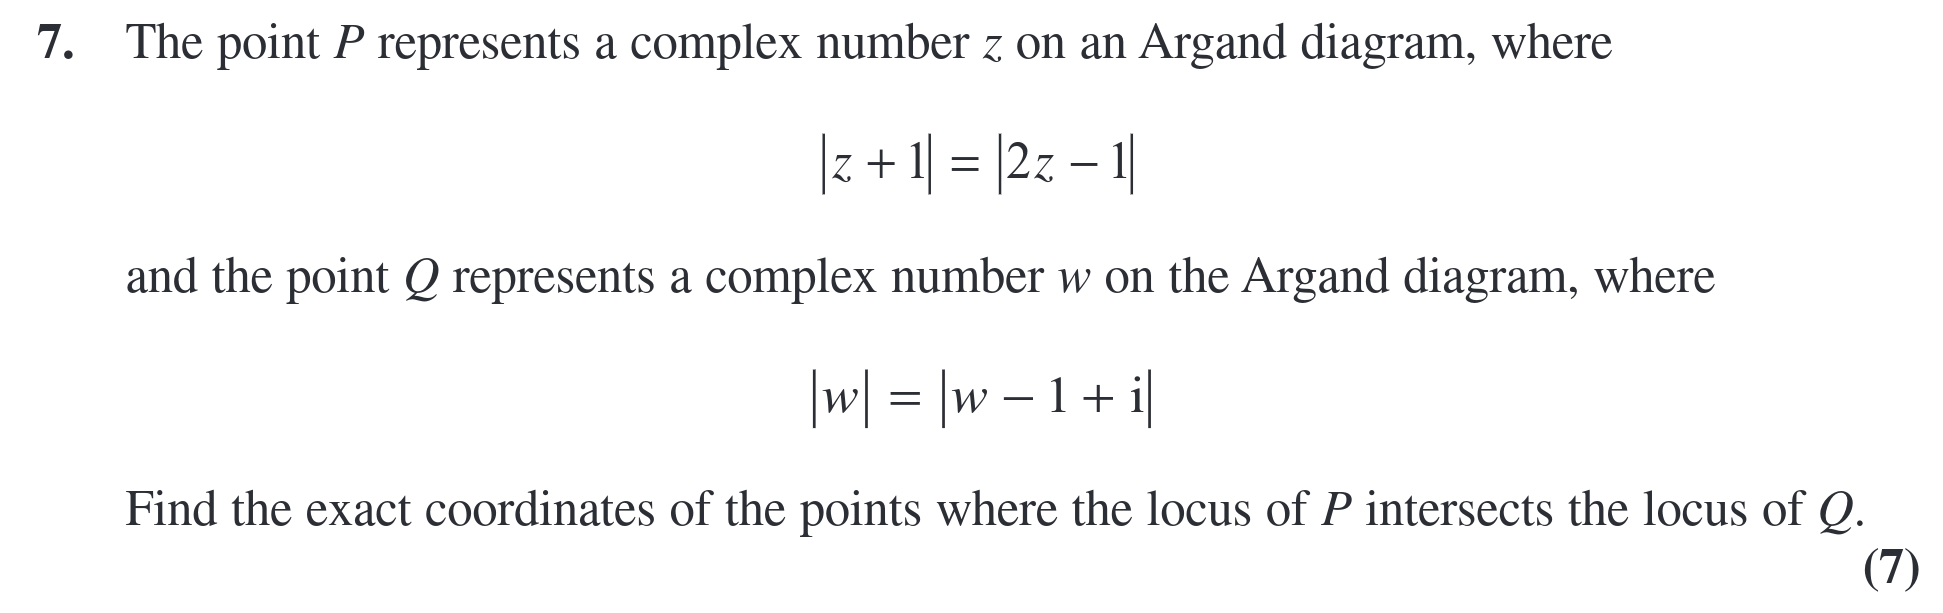 7. The point P represents a complex number z on an Argand diagram, where
|z + 1| = |2z − 1|
and the point Q represents a complex number w on the Argand diagram, where
|w| = |w − 1 + i|
Find the exact coordinates of the points where the locus of P intersects the locus of Q.
(7)